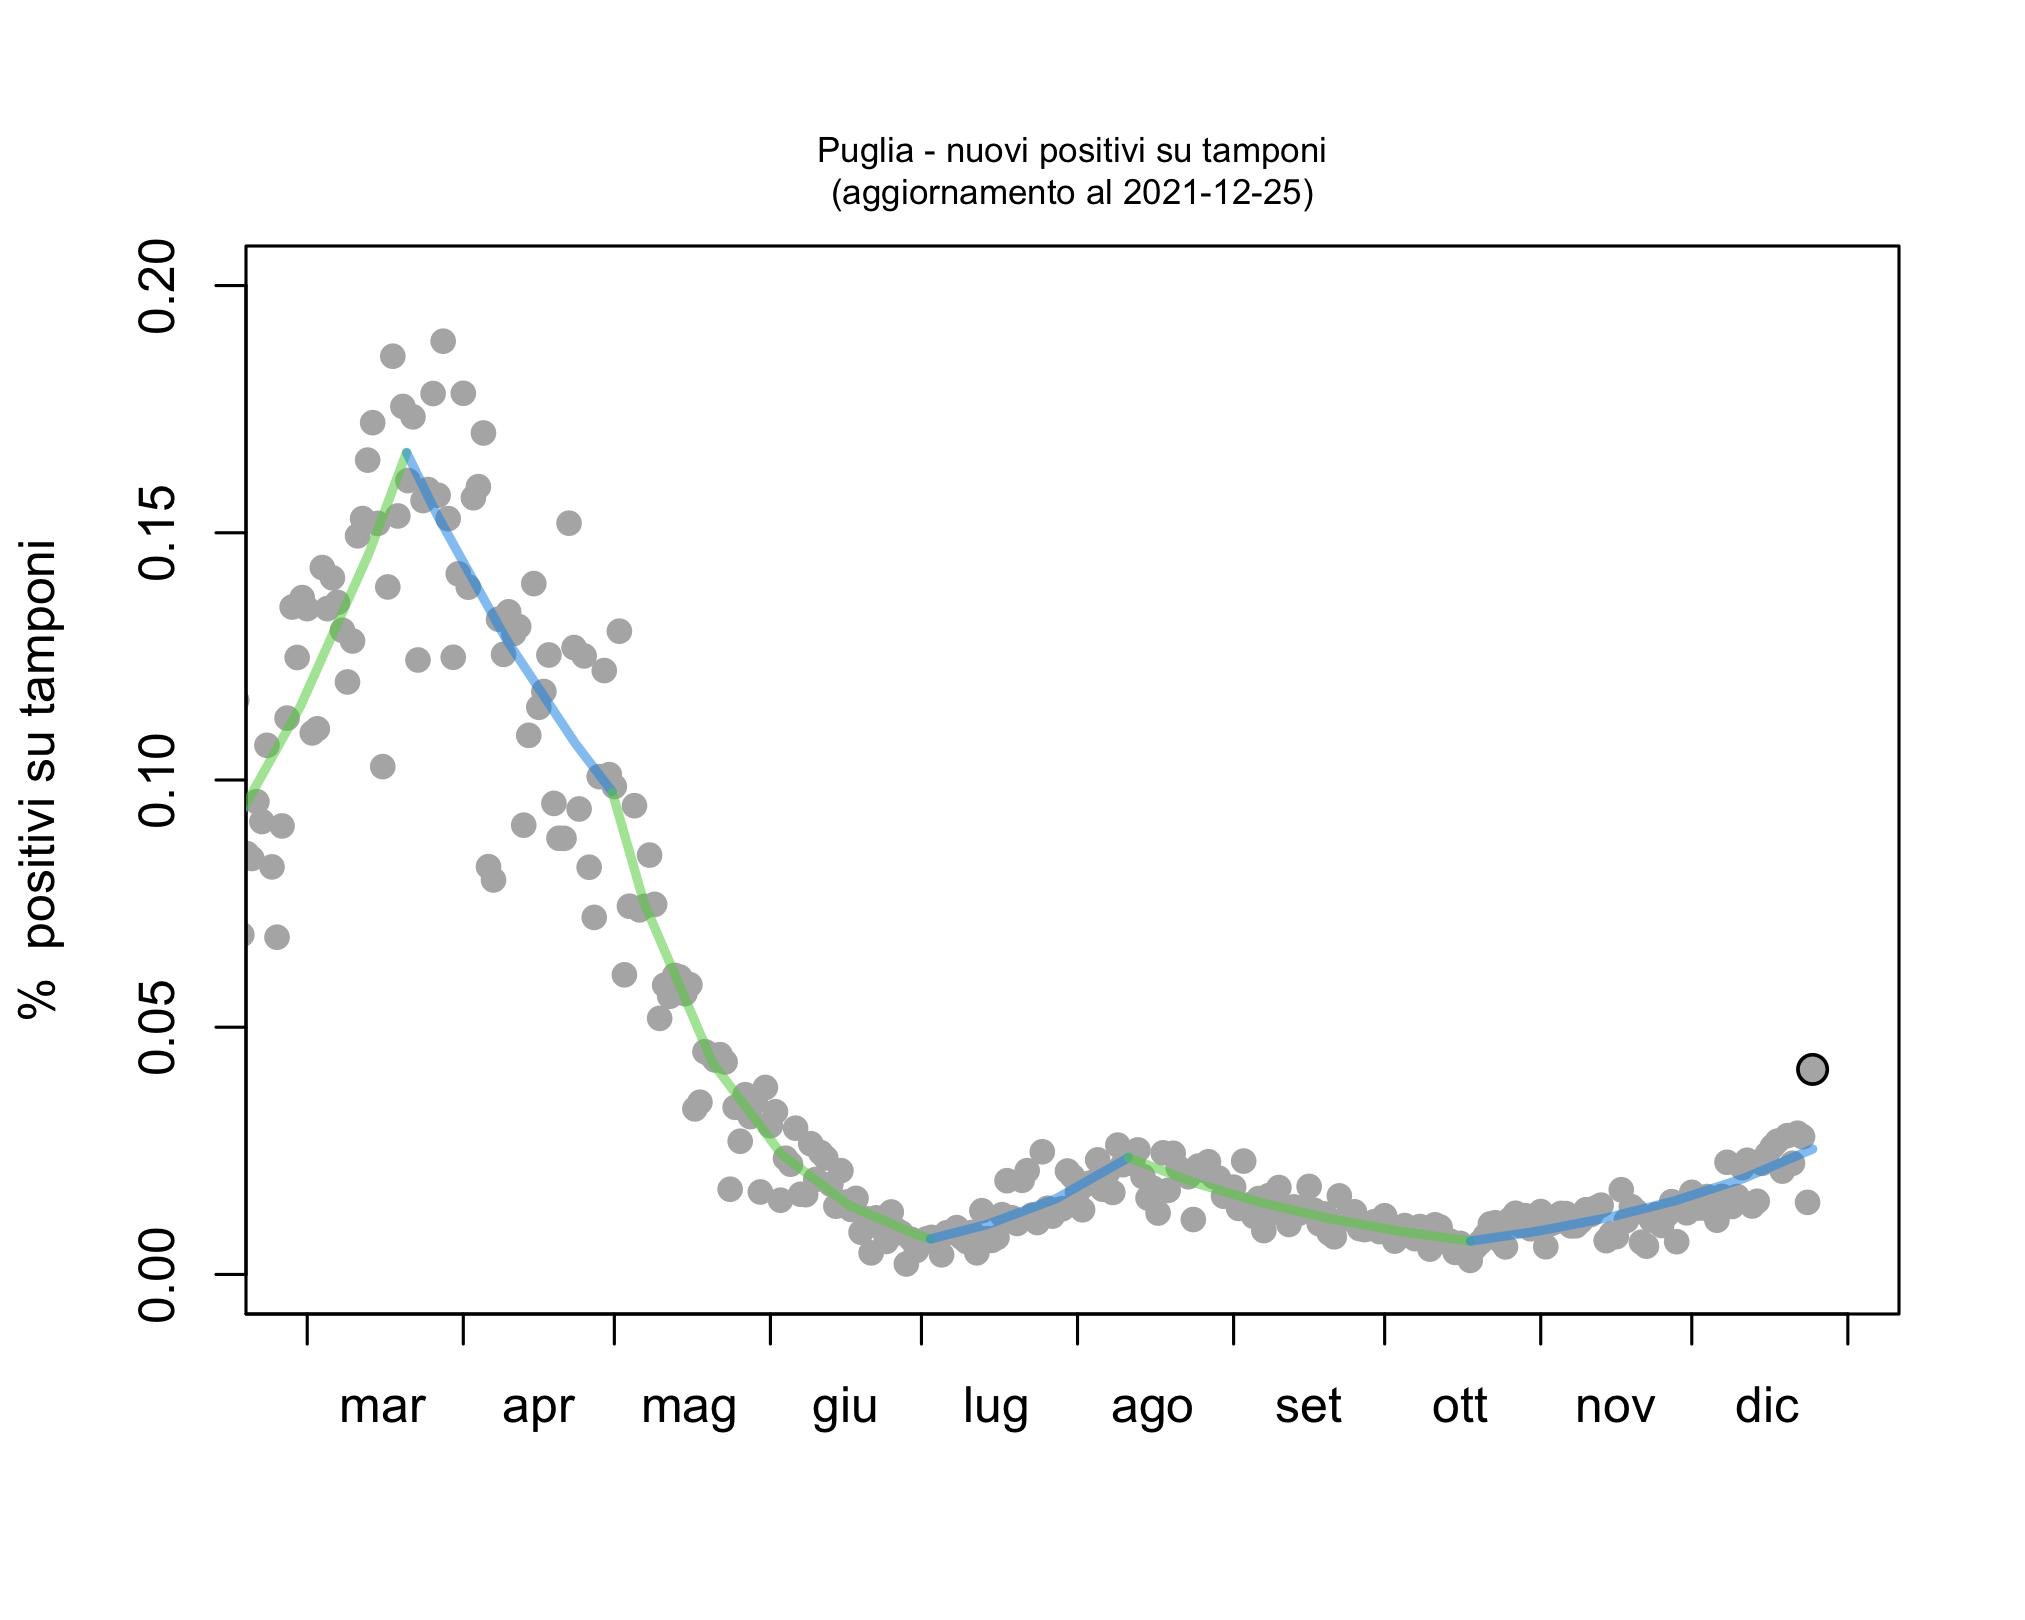 Puglia - nuovi positivi su tamponi
(aggiornamento al 2021-12-25)
% positivi su tamponi
0.20
0.15
0.10
0.05
0.00
mar apr mag giu lug ago set ott nov dic